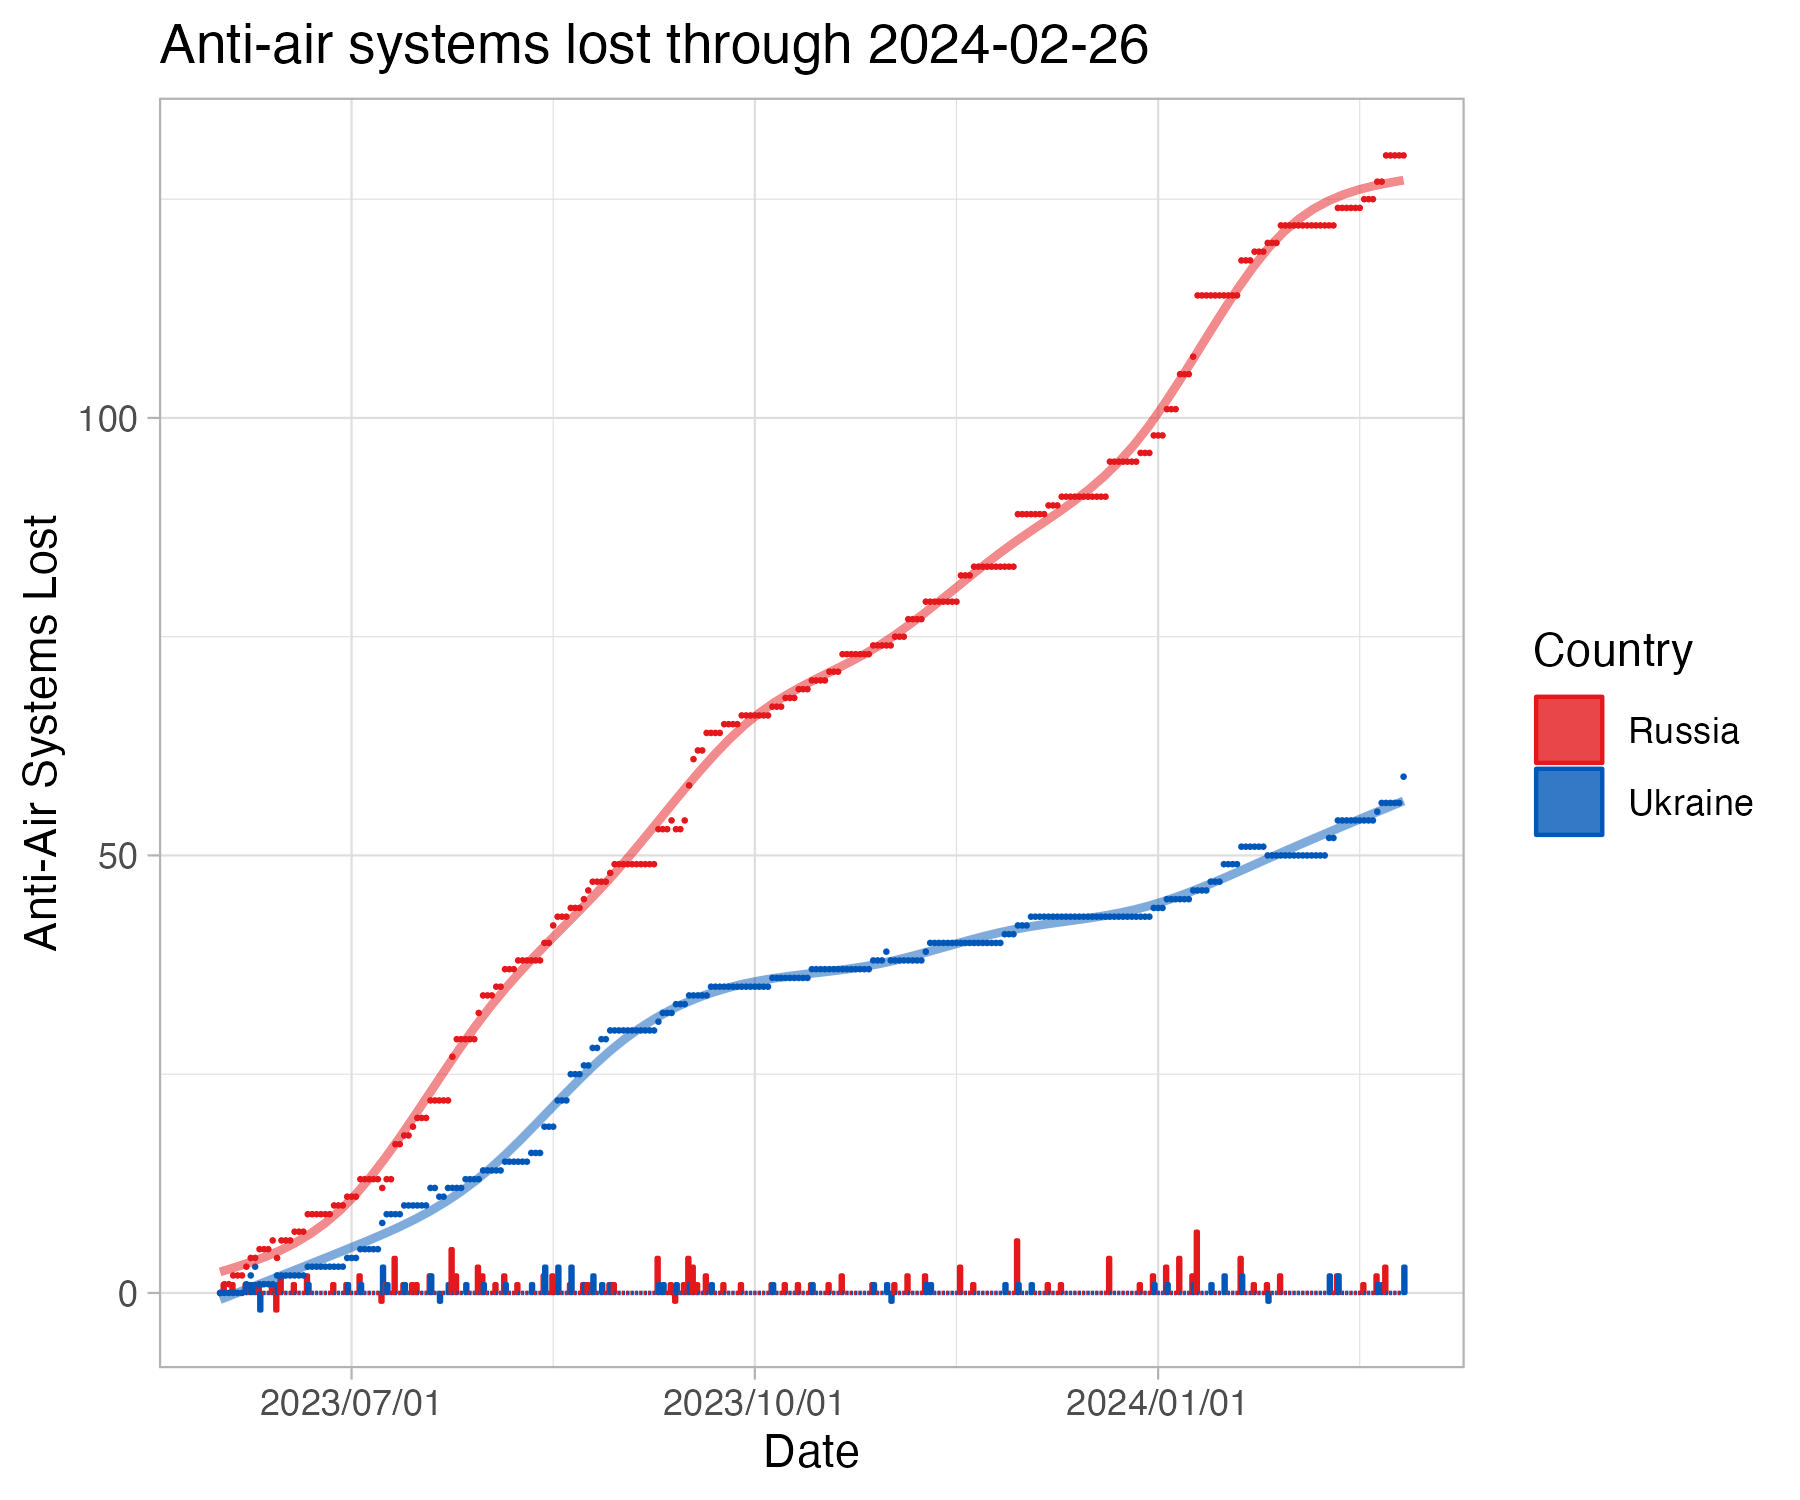 Anti-air systems lost through 2024-02-26
Anti-Air Systems Lost
100
50
0
2023/07/01
2023/10/01
2024/01/01
Date
Country
Russia
Ukraine